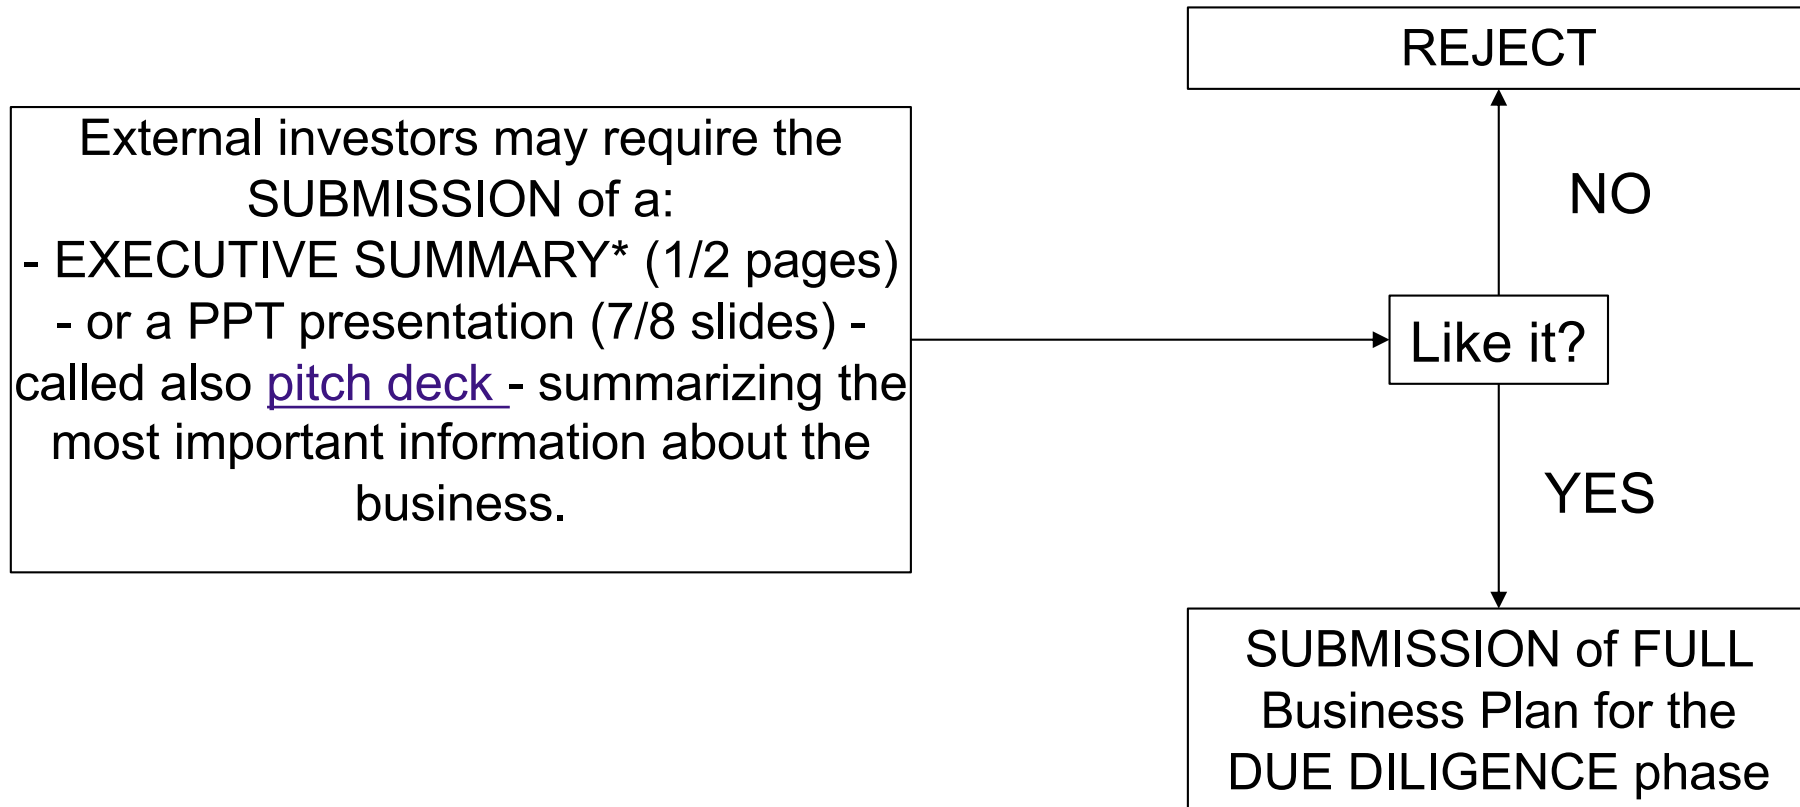 External investors may require the
SUBMISSION of a:
- EXECUTIVE SUMMARY* (1/2 pages)
- or a PPT presentation (7/8 slides) -
called also pitch deck - summarizing the
most important information about the
business.
REJECT
NO
Like it?
YES
SUBMISSION of FULL
Business Plan for the
DUE DILIGENCE phase